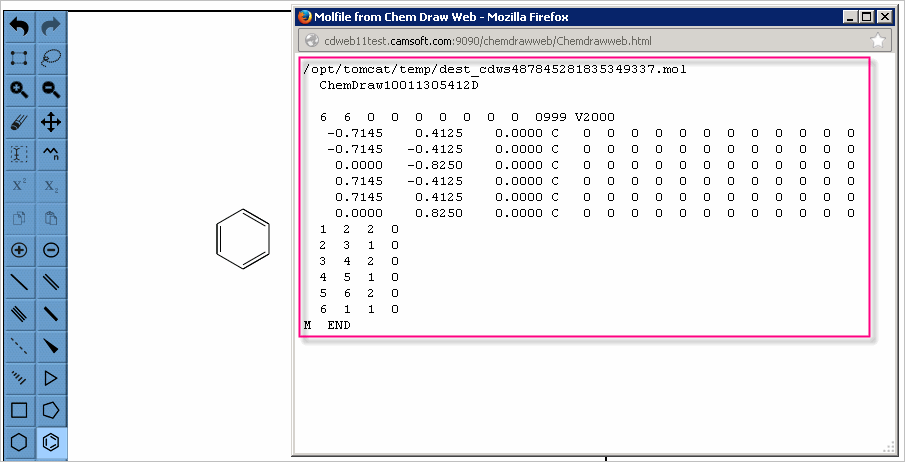 Molfile from Chem Draw Web - Mozilla Firefox
cdweb11test.camsoft.com:9090/chemdrawweb/Chemdrawweb.html
/opt/tomcat/temp/dest_cdws487845281835349337.mol
ChemDraw10011305412D
6 6 0 0 0 0 0 0 0 0999 V2000
-0.7145 0.4125 0.0000 C 0 0 0 0 0 0 0 0 0 0 0 0
-0.7145 -0.4125 0.0000 C 0 0 0 0 0 0 0 0 0 0 0 0
0.0000 -0.8250 0.0000 C 0 0 0 0 0 0 0 0 0 0 0 0
0.7145 -0.4125 0.0000 C 0 0 0 0 0 0 0 0 0 0 0 0
0.7145 0.4125 0.0000 C 0 0 0 0 0 0 0 0 0 0 0 0
0.0000 0.8250 0.0000 C 0 0 0 0 0 0 0 0 0 0 0 0
1 2 2 0
2 3 1 0
3 4 2 0
4 5 1 0
5 6 2 0
6 1 1 0
M END
n
X² X₂